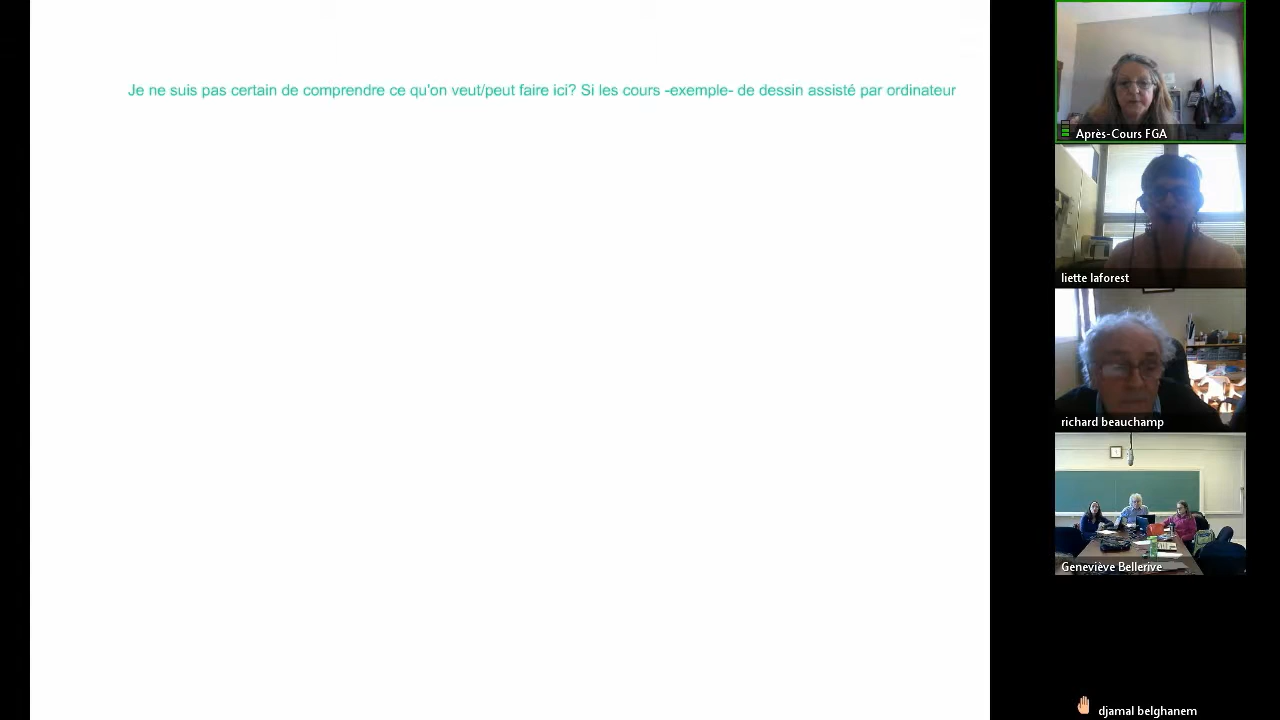 Je ne suis pas certain de comprendre ce qu'on veut/peut faire ici? Si les cours -exemple- de dessin assisté par ordinateur
Après-Cours FGA
liette laforest
richard beauchamp
Geneviève Bellerive
djamal belghanem